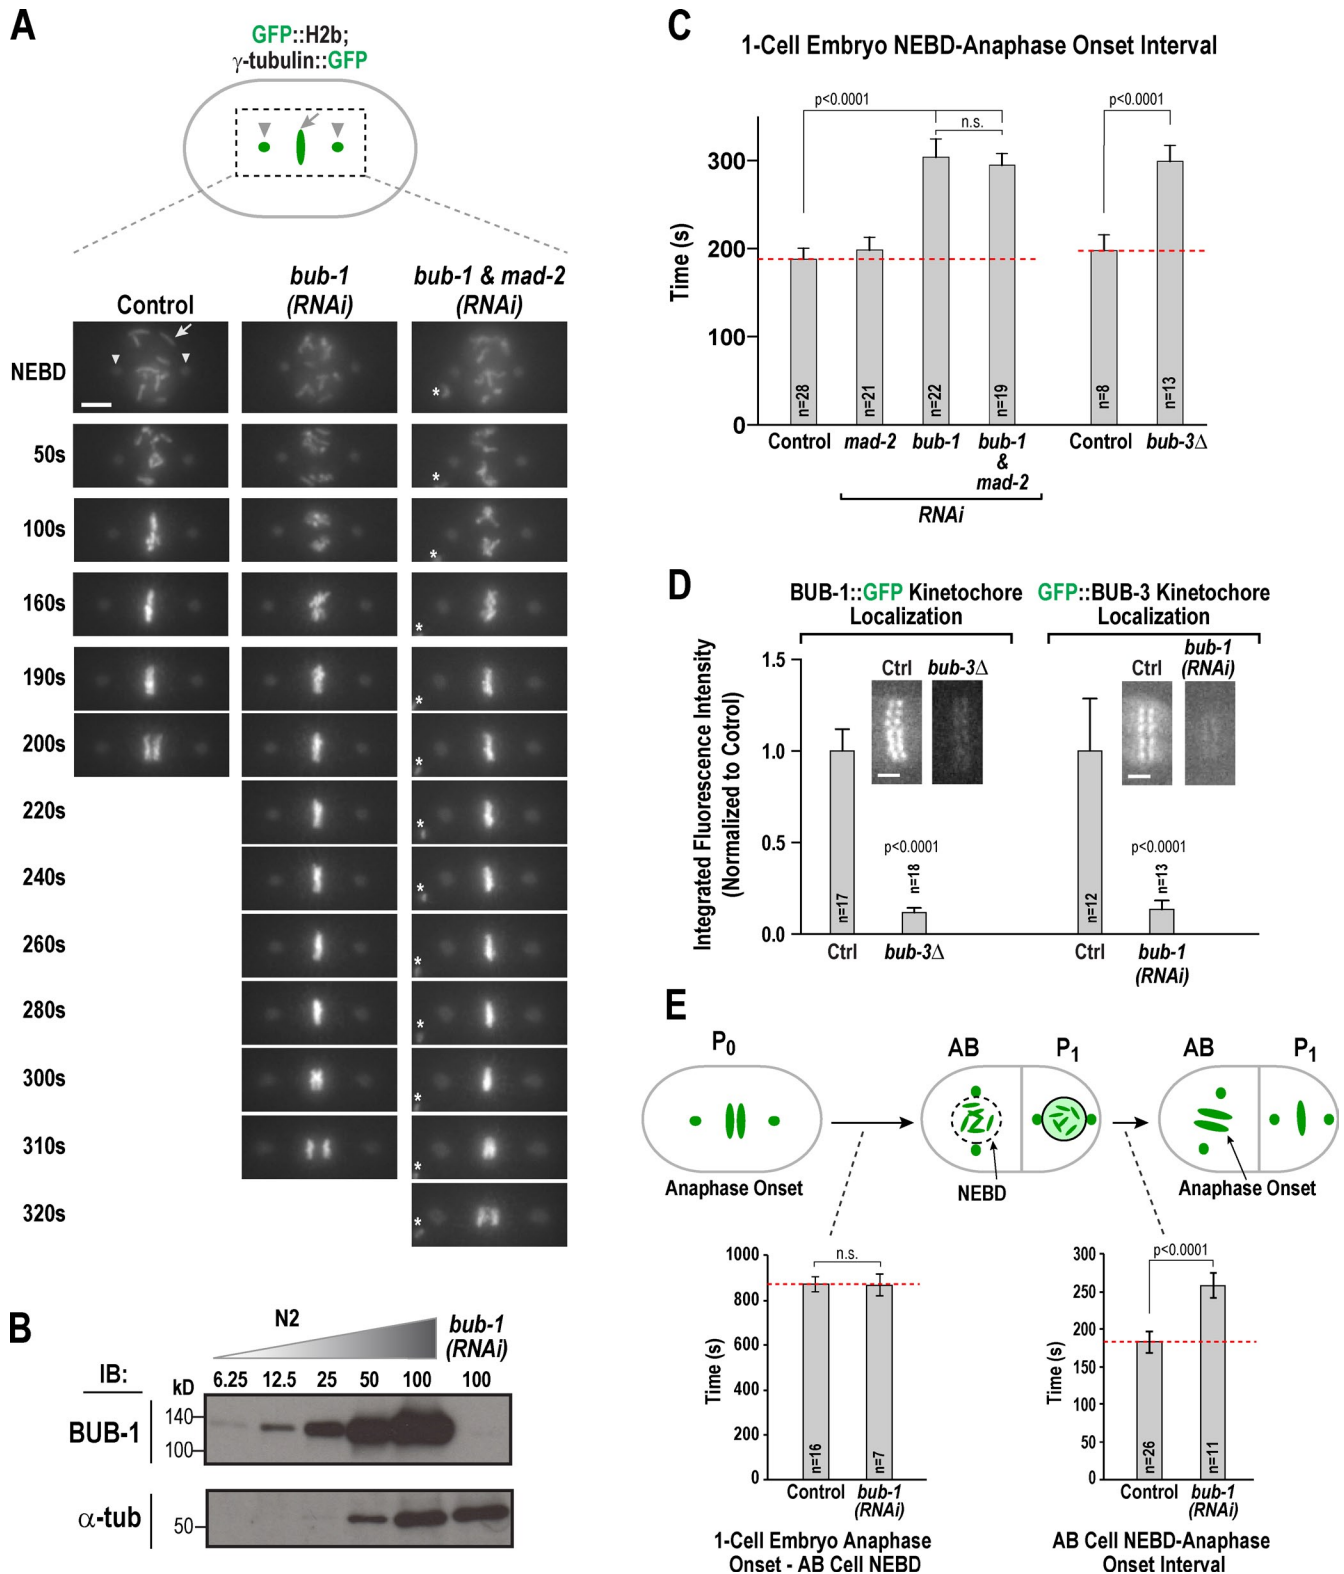 A
GFP::H2b;
γ-tubulin::GFP
Control
bub-1
(RNAi)
bub-1 & mad-2
(RNAi)
NEBD
*
50s
*
100s
*
160s
*
190s
*
200s
*
220s
*
240s
*
260s
*
280s
*
300s
*
310s
*
320s
*
B
N2
bub-1
(RNAi)
IB:
kD
6.25 12.5 25 50 100 100
BUB-1
140
100
α-tub
50
C
1-Cell Embryo NEBD-Anaphase Onset Interval
p<0.0001
n.s.
p<0.0001
Time (s)
300
200
100
0
n=28
n=21
n=22
n=19
n=8
n=13
Control
mad-2
bub-1
bub-1
&
mad-2
RNAi
Control
bub-3Δ
D
BUB-1::GFP Kinetochore
Localization
GFP::BUB-3 Kinetochore
Localization
Integrated Fluorescence Intensity
(Normalized to Cotrol)
1.5
1.0
0.5
0.0
Ctrl
bub-3Δ
Ctrl
bub-1
(RNAi)
p<0.0001
p<0.0001
n=17
n=18
n=12
n=13
Ctrl
bub-3Δ
Ctrl
bub-1
(RNAi)
E
P0
AB
P1
AB
P1
Anaphase Onset
NEBD
Anaphase Onset
Time (s)
1000
800
600
400
200
0
n.s.
n=16
n=7
Control
bub-1
(RNAi)
1-Cell Embryo Anaphase
Onset - AB Cell NEBD
Time (s)
300
250
200
150
100
50
0
p<0.0001
n=26
n=11
Control
bub-1
(RNAi)
AB Cell NEBD-Anaphase
Onset Interval